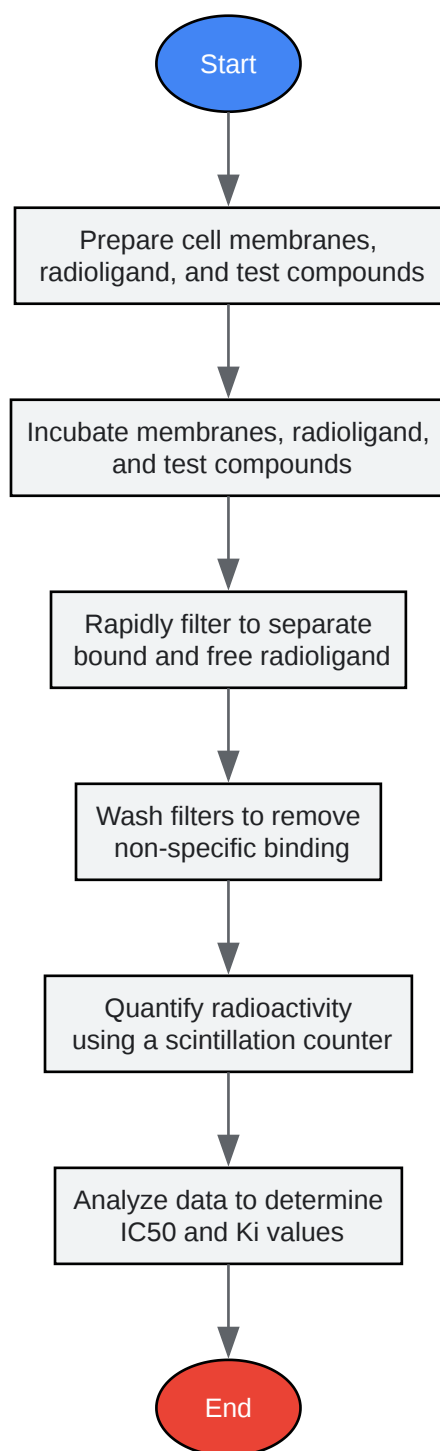 Start
Prepare cell membranes,
radioligand, and test compounds
Incubate membranes, radioligand,
and test compounds
Rapidly filter to separate
bound and free radioligand
Wash filters to remove
non-specific binding
Quantify radioactivity
using a scintillation counter
Analyze data to determine
IC50 and Ki values
End